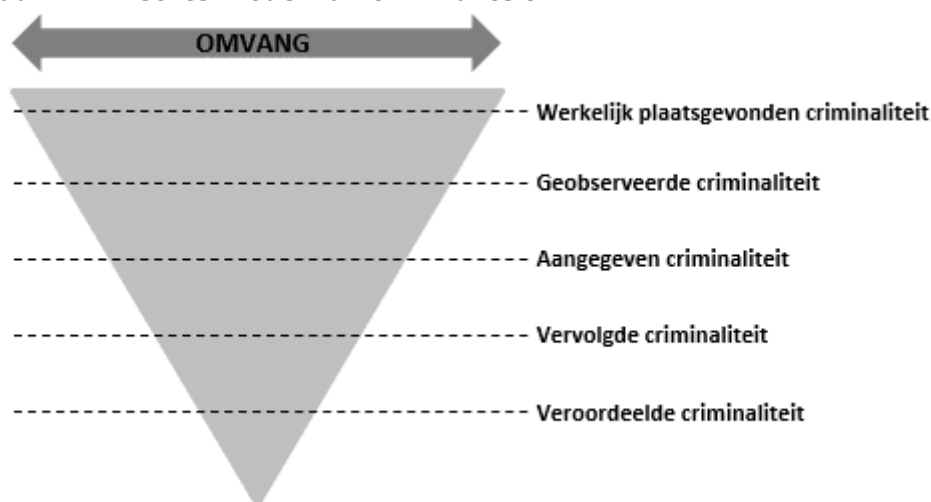 OMVANG
Werkelijk plaatsgevonden criminaliteit
Geobserveerde criminaliteit
Aangegeven criminaliteit
Vervolgde criminaliteit
Veroordeelde criminaliteit